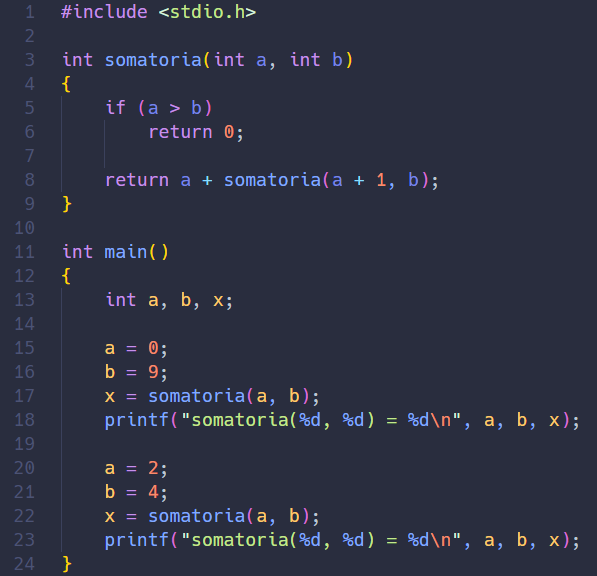 1 #include <stdio.h>
2
3 int somatoria(int a, int b)
4 {
5     if (a > b)
6         return 0;
7
8     return a + somatoria(a + 1, b);
9 }
10
11 int main()
12 {
13     int a, b, x;
14
15     a = 0;
16     b = 9;
17     x = somatoria(a, b);
18     printf("somatoria(%d, %d) = %d\n", a, b, x);
19
20     a = 2;
21     b = 4;
22     x = somatoria(a, b);
23     printf("somatoria(%d, %d) = %d\n", a, b, x);
24 }